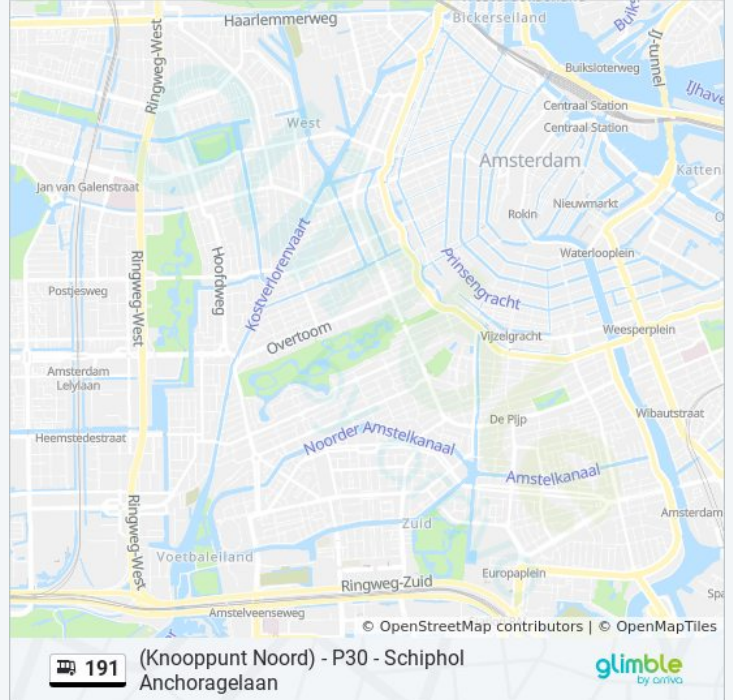 Haarlemmerweg
Bickerseiland
Ringweg-West
IJ-tunnel
Buiksloterweg
Centraal Station
Centraal Station
West
Amsterdam
Katten
Jan van Galenstraat
Nieuwmarkt
Rokin
Kostverlorenvaart
Hoofdweg
Waterlooplein
Prinsengracht
Ringweg-West
Postjesweg
Overtoom
Vijzelgracht
Weesperplein
Amsterdam
Lelylaan
Wibautstraat
De Pijp
Heemstedestraat
Noorder Amstelkanaal
Amstelkanaal
Ringweg-West
Amsterdam
Zuid
Voetbaleiland
Europaplein
Ringweg-Zuid
Amstelveenseweg
© OpenStreetMap contributors | © OpenMapTiles
191
(Knooppunt Noord) - P30 - Schiphol
Anchoragelaan
glimble
by arriva